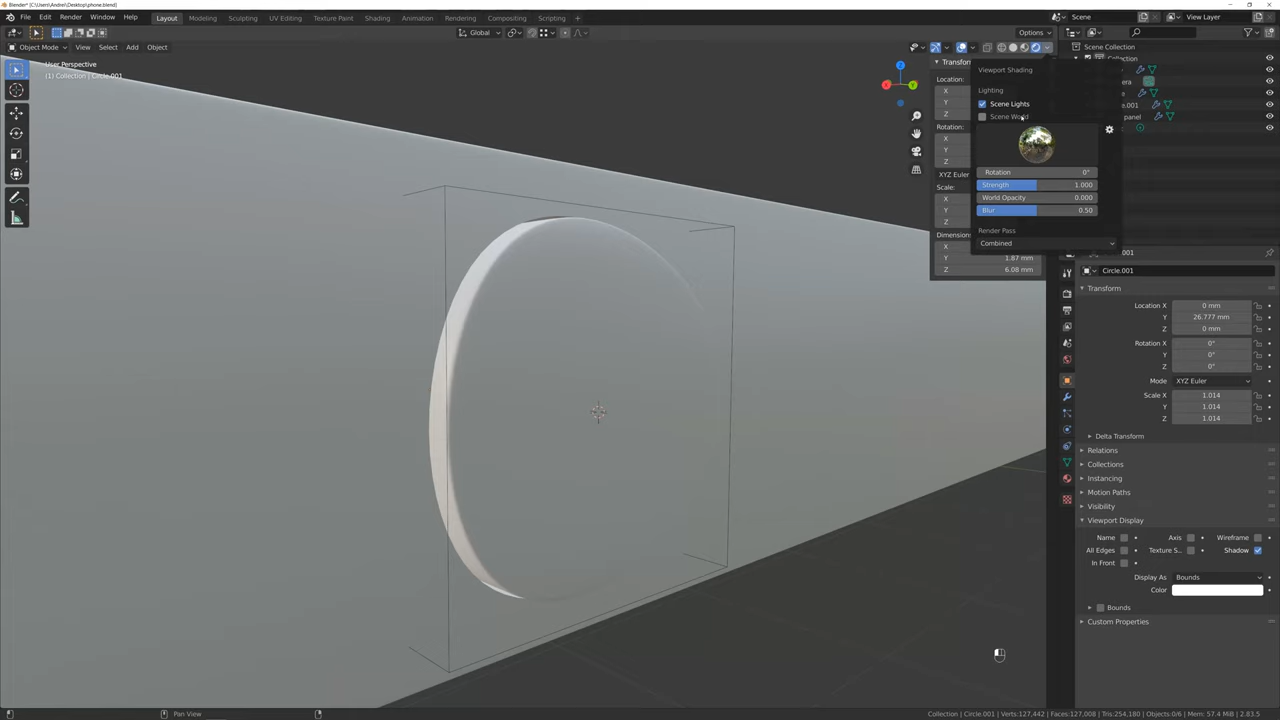 Blender* [C:\Users\Andrei\Desktop\phone.blend]
File Edit Render Window Help
Layout Modeling Sculpting UV Editing Texture Paint Shading Animation Rendering Compositing Scripting +
Scene
View Layer
Global
Options
Object Mode View Select Add Object
User Perspective
(1) Collection | Circle.001
Scene Collection
Collection
Transform
Location:
X
Y
Z
Rotation:
X
Y
Z
XYZ Euler
Scale:
X
Y
Z
Dimensions
X
Y 1.87 mm
Z 6.08 mm
Viewport Shading
Lighting
Scene Lights
Scene World
Rotation 0°
Strength 1.000
World Opacity 0.000
Blur 0.50
Render Pass
Combined
panel
Circle.001
Transform
Location X 0 mm
Y 26.777 mm
Z 0 mm
Rotation X 0°
Y 0°
Z 0°
Mode XYZ Euler
Scale X 1.014
Y 1.014
Z 1.014
Delta Transform
Relations
Collections
Instancing
Motion Paths
Visibility
Viewport Display
Name Axis Wireframe
All Edges Texture S... Shadow
In Front
Display As Bounds
Color
Bounds
Custom Properties
Pan View
Collection | Circle.001 | Verts:127,442 | Faces:127,008 | Tris:254,180 | Objects:0/6 | Mem: 57.4 MiB | 2.83.5